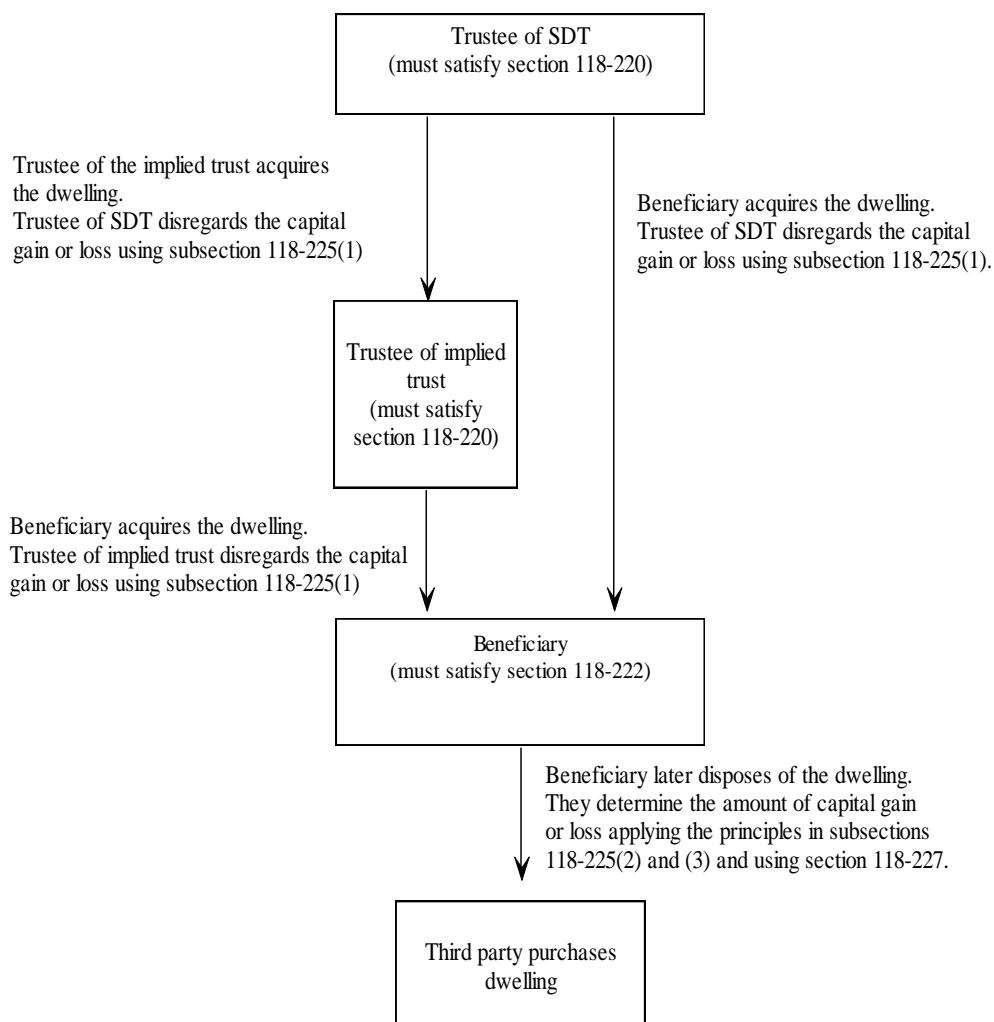 Trustee of SDT
(must satisfy section 118-220)
Trustee of the implied trust acquires
the dwelling.
Trustee of SDT disregards the capital
gain or loss using subsection 118-225(1)
Beneficiary acquires the dwelling.
Trustee of SDT disregards the capital
gain or loss using subsection 118-225(1).
Trustee of implied
trust
(must satisfy
section 118-220)
Beneficiary acquires the dwelling.
Trustee of implied trust disregards the capital
gain or loss using subsection 118-225(1)
Beneficiary
(must satisfy section 118-222)
Beneficiary later disposes of the dwelling.
They determine the amount of capital gain
or loss applying the principles in subsections
118-225(2) and (3) and using section 118-227.
Third party purchases
dwelling